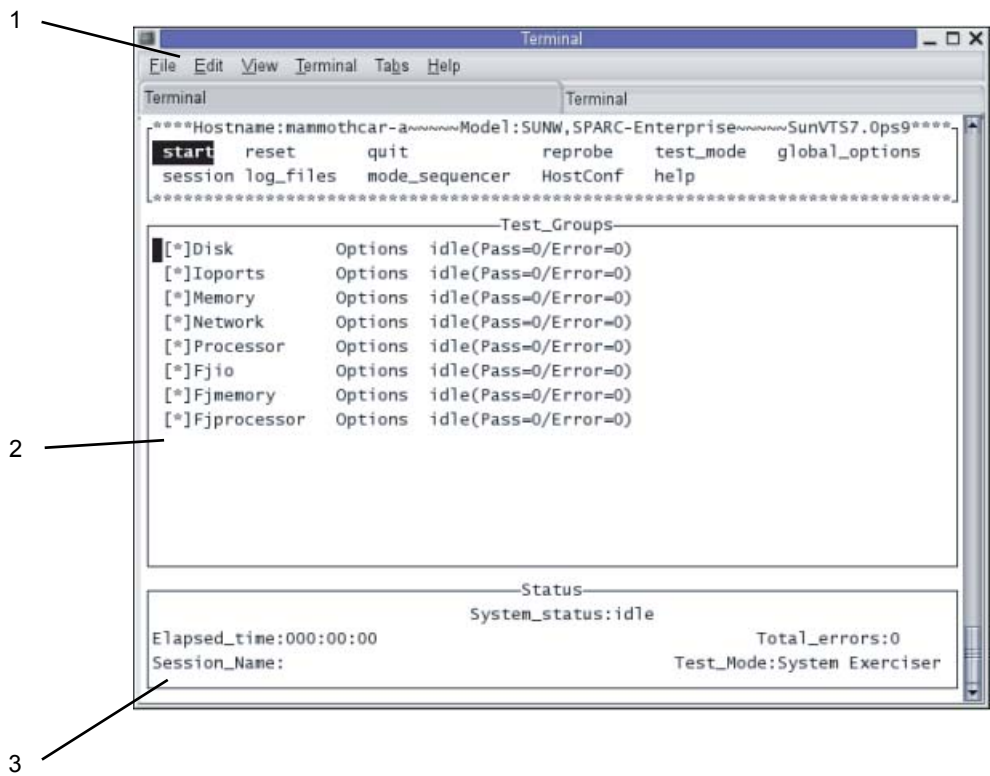 1
Terminal
File Edit View Terminal Tabs Help
Terminal Terminal
****Hostname:mammothcar-a~~~~~Model:SUNW,SPARC-Enterprise~~~~~SunVTS7.0ps9****
start reset quit reprobe test_mode global_options
session log_files mode_sequencer HostConf help
******************************************************************************
Test_Groups
[*]Disk Options idle(Pass=0/Error=0)
[*]Ioports Options idle(Pass=0/Error=0)
[*]Memory Options idle(Pass=0/Error=0)
[*]Network Options idle(Pass=0/Error=0)
[*]Processor Options idle(Pass=0/Error=0)
[*]Fjio Options idle(Pass=0/Error=0)
[*]Fjmemory Options idle(Pass=0/Error=0)
[*]Fjprocessor Options idle(Pass=0/Error=0)
2
Status
System_status:idle
Elapsed_time:000:00:00 Total_errors:0
Session_Name: Test_Mode:System Exerciser
3